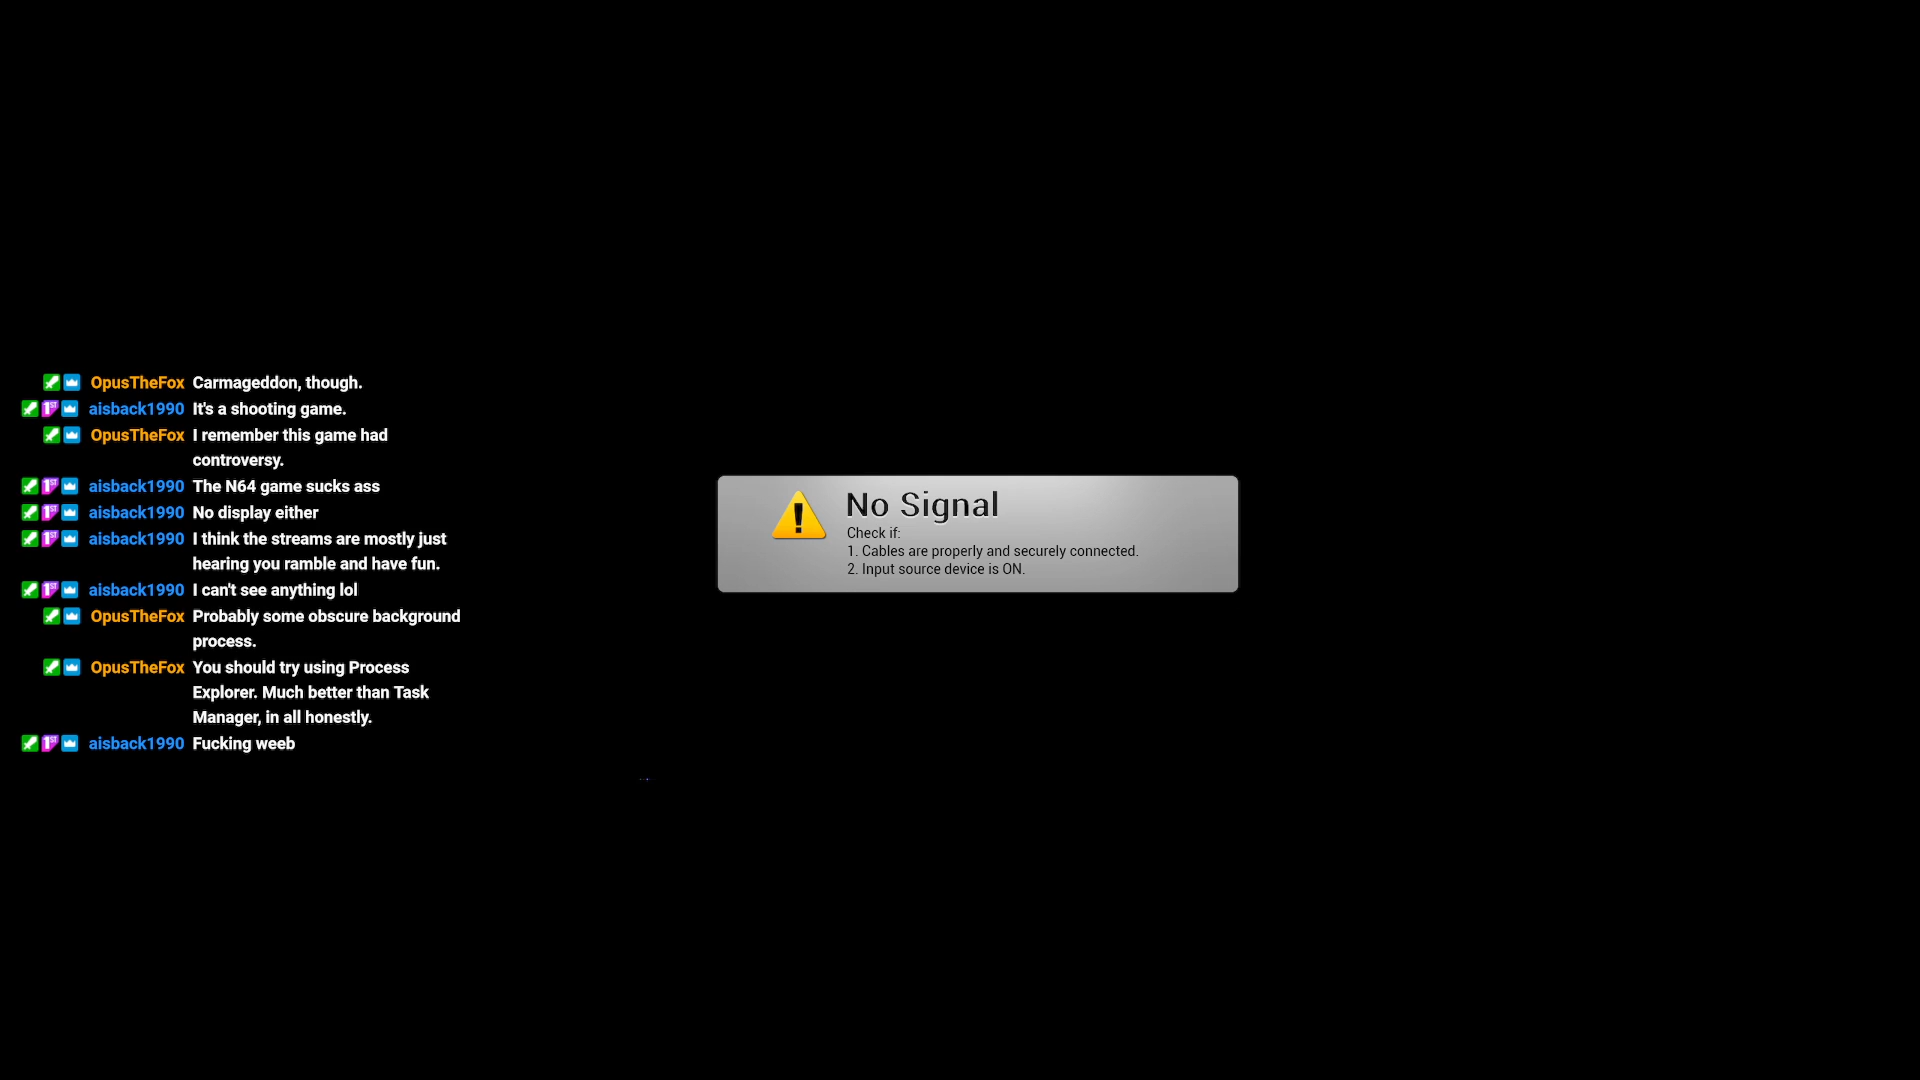 OpusTheFox Carmageddon, though.
aisback1990 It's a shooting game.
OpusTheFox I remember this game had
controversy.
aisback1990 The N64 game sucks ass
aisback1990 No display either
aisback1990 I think the streams are mostly just
hearing you ramble and have fun.
aisback1990 I can't see anything lol
OpusTheFox Probably some obscure background
process.
OpusTheFox You should try using Process
Explorer. Much better than Task
Manager, in all honestly.
aisback1990 Fucking weeb
No Signal
Check if:
1. Cables are properly and securely connected.
2. Input source device is ON.